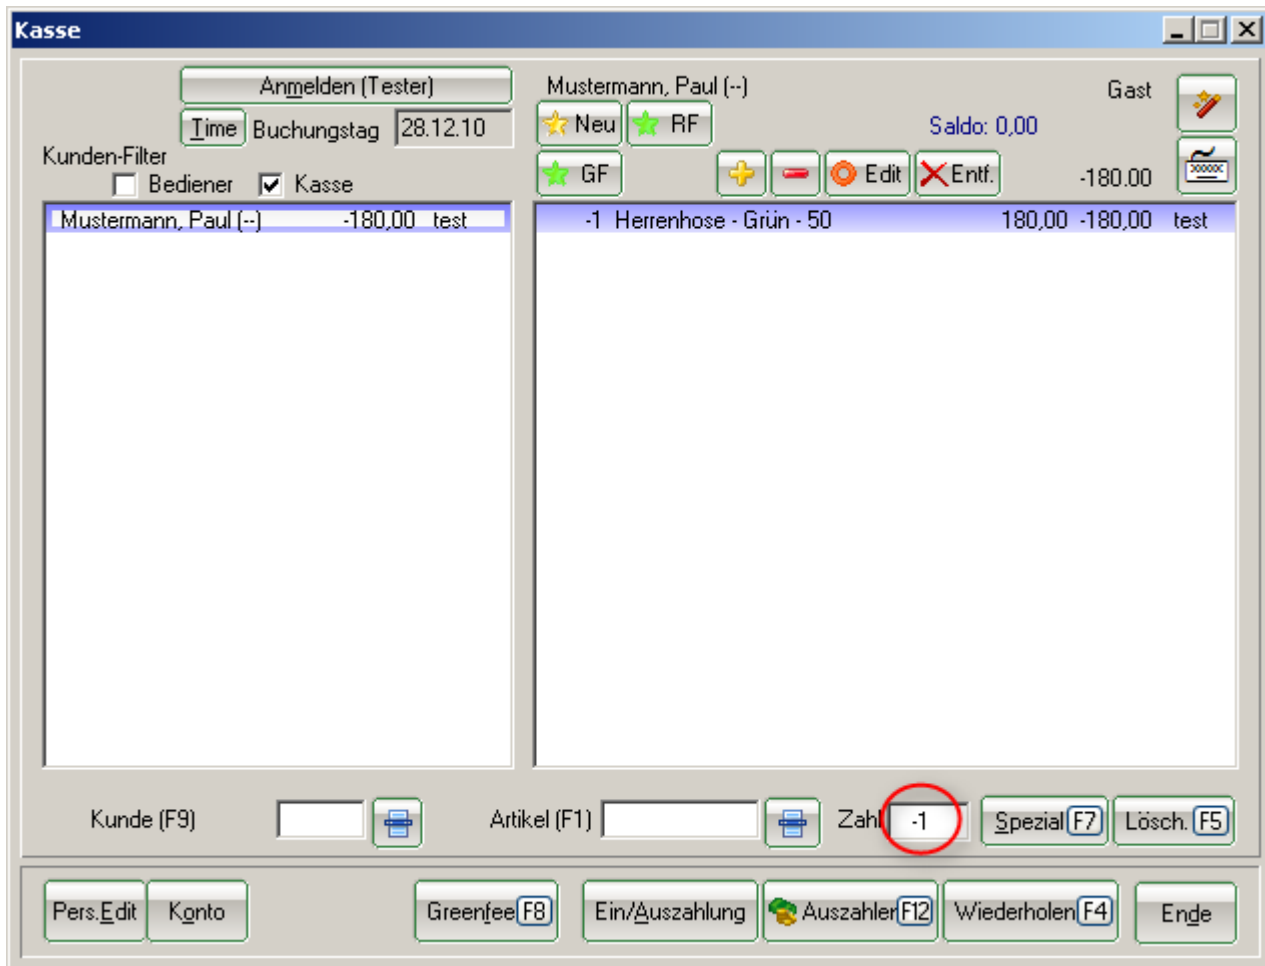 Kasse
Anmelden (Tester)
Time Buchungstag 28.12.10
Kunden-Filter
Bediener Kasse
Mustermann, Paul (--) -180,00 test
Mustermann, Paul (--) Gast
Neu RF Saldo: 0,00
GF Edit Entf. -180.00
-1 Herrenhose - Grün - 50 180,00 -180,00 test
Kunde (F9) Artikel (F1) Zahl -1 Spezial F7 Lösch. F5
Pers.Edit Konto Greenfee F8 Ein/Auszahlung Auszahlen F12 Wiederholen F4 Ende